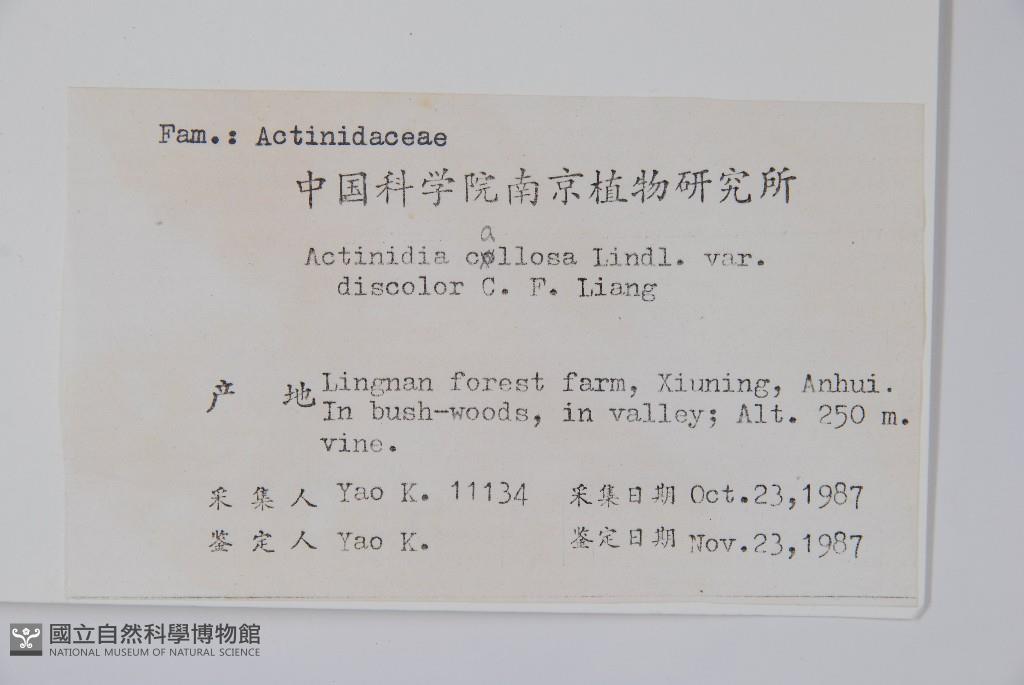 Fam.: Actinidaceae
中国科学院南京植物研究所
Actinidia callosa Lindl. var.
discolor C. F. Liang
产 地 Lingnan forest farm, Xiuning, Anhui.
In bush-woods, in valley; Alt. 250 m.
vine.
采集人 Yao K. 11134 采集日期 Oct.23,1987
鉴定人 Yao K. 鉴定日期 Nov.23,1987
國立自然科學博物館
NATIONAL MUSEUM OF NATURAL SCIENCE